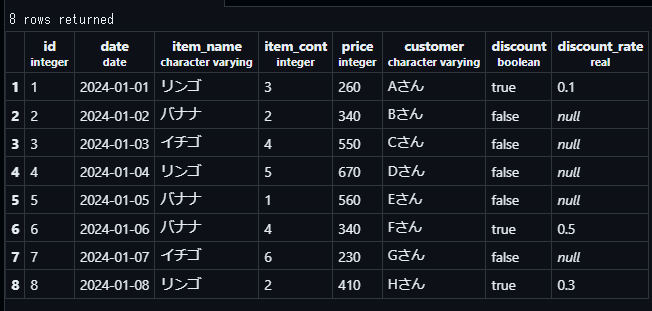 8 rows returned
id date item_name item_cont price customer discount discount_rate
integer date character varying integer integer character varying boolean real
1 1 2024-01-01 リンゴ 3 260 Aさん true 0.1
2 2 2024-01-02 バナナ 2 340 Bさん false null
3 3 2024-01-03 イチゴ 4 550 Cさん false null
4 4 2024-01-04 リンゴ 5 670 Dさん false null
5 5 2024-01-05 バナナ 1 560 Eさん false null
6 6 2024-01-06 バナナ 4 340 Fさん true 0.5
7 7 2024-01-07 イチゴ 6 230 Gさん false null
8 8 2024-01-08 リンゴ 2 410 Hさん true 0.3